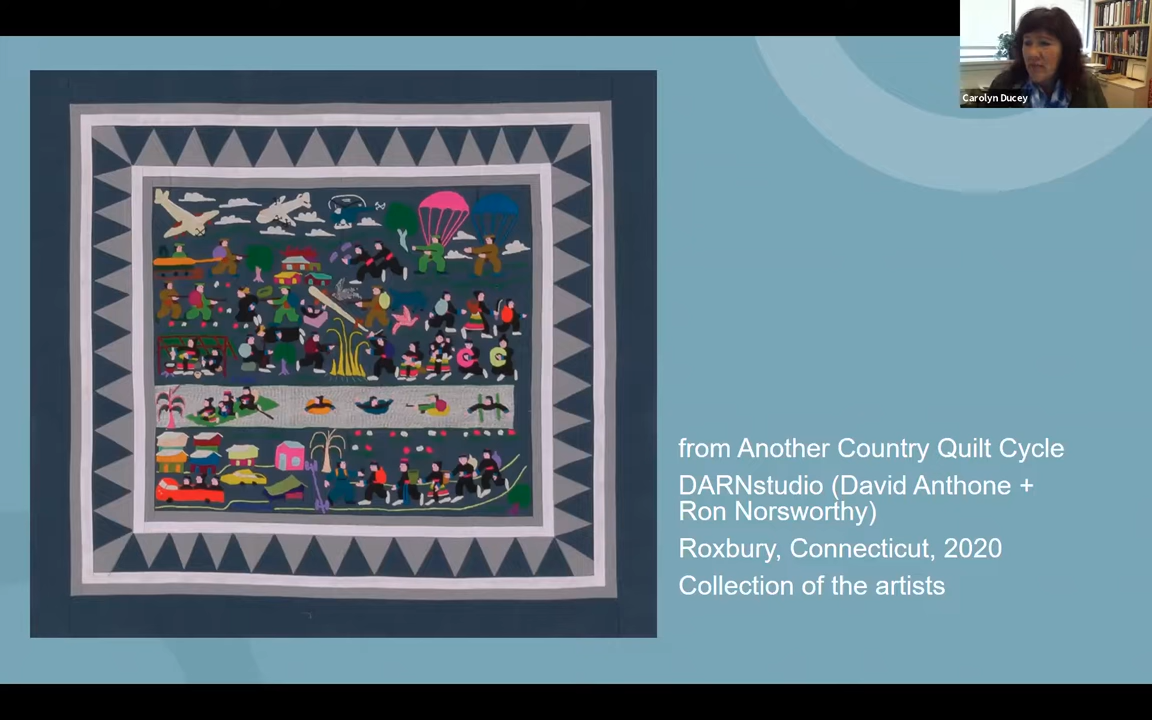 Carolyn Ducey
from Another Country Quilt Cycle
DARNstudio (David Anthone +
Ron Norsworthy)
Roxbury, Connecticut, 2020
Collection of the artists